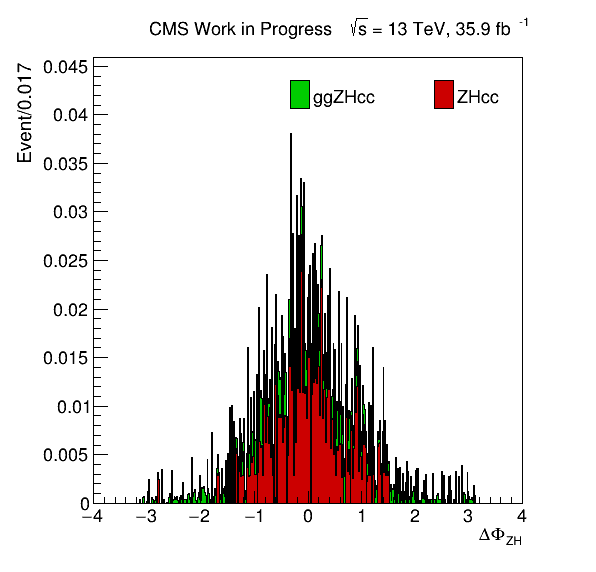 CMS Work in Progress √s = 13 TeV, 35.9 fb⁻¹
Event/0.017
ggZHcc ZHcc
0.045
0.04
0.035
0.03
0.025
0.02
0.015
0.01
0.005
0
−4 −3 −2 −1 0 1 2 3 4
ΔΦ_ZH